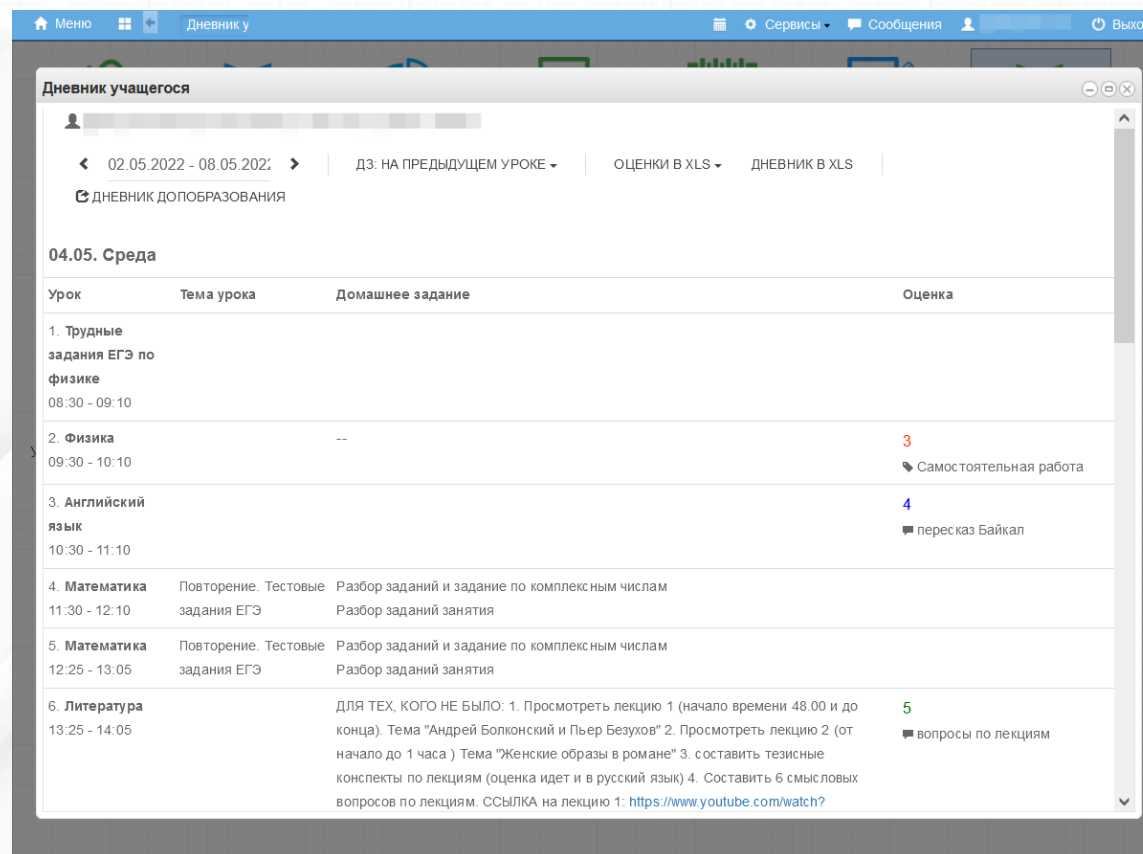 Меню
Дневник у
Сервисы
Сообщения
Дневник учащегося
02.05.2022 - 08.05.202
ДЗ: НА ПРЕДЫДУЩЕМ УРОКЕ
ОЦЕНКИ В XLS
ДНЕВНИК В XLS
ДНЕВНИК ДОПОБРАЗОВАНИЯ
04.05. Среда
Урок Тема урока Домашнее задание Оценка
1. Трудные
задания ЕГЭ по
физике
08:30 - 09:10
2. Физика -- 3
09:30 - 10:10 Самостоятельная работа
3. Английский 4
язык
пересказ Байкал
10:30 - 11:10
4. Математика Повторение. Тестовые Разбор заданий и задание по комплексным числам
11:30 - 12:10 задания ЕГЭ Разбор заданий занятия
5. Математика Повторение. Тестовые Разбор заданий и задание по комплексным числам
12:25 - 13:05 задания ЕГЭ Разбор заданий занятия
6. Литература ДЛЯ ТЕХ, КОГО НЕ БЫЛО: 1. Просмотреть лекцию 1 (начало времени 48.00 и до 5
13:25 - 14:05 конца). Тема "Андрей Болконский и Пьер Безухов" 2. Просмотреть лекцию 2 (от вопросы по лекциям
начало до 1 часа ) Тема "Женские образы в романе" 3. составить тезисные
конспекты по лекциям (оценка идет и в русский язык) 4. Составить 6 смысловых
вопросов по лекциям. ССЫЛКА на лекцию 1: https://www.youtube.com/watch?